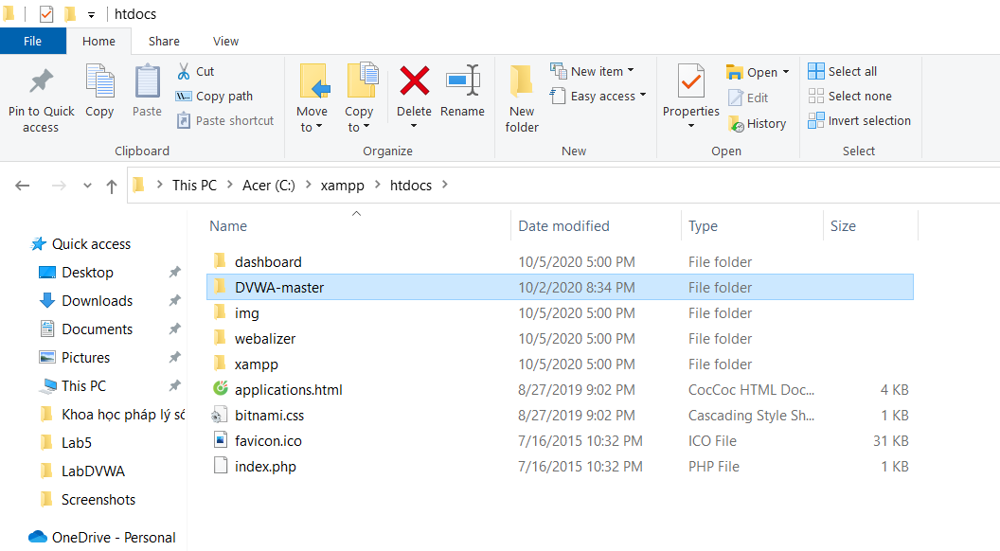 htdocs
File Home Share View
Pin to Quick access
Copy
Paste
Cut
Copy path
Paste shortcut
Clipboard
Move to
Copy to
Delete
Rename
Organize
New folder
New item
Easy access
New
Properties
Open
Edit
History
Open
Select all
Select none
Invert selection
Select
This PC > Acer (C:) > xampp > htdocs >
Quick access
Desktop
Downloads
Documents
Pictures
This PC
Khoa học pháp lý số
Lab5
LabDVWA
Screenshots
OneDrive - Personal
Name Date modified Type Size
dashboard 10/5/2020 5:00 PM File folder
DVWA-master 10/2/2020 8:34 PM File folder
img 10/5/2020 5:00 PM File folder
webalizer 10/5/2020 5:00 PM File folder
xampp 10/5/2020 5:00 PM File folder
applications.html 8/27/2019 9:02 PM CocCoc HTML Doc... 4 KB
bitnami.css 8/27/2019 9:02 PM Cascading Style Sh... 1 KB
favicon.ico 7/16/2015 10:32 PM ICO File 31 KB
index.php 7/16/2015 10:32 PM PHP File 1 KB